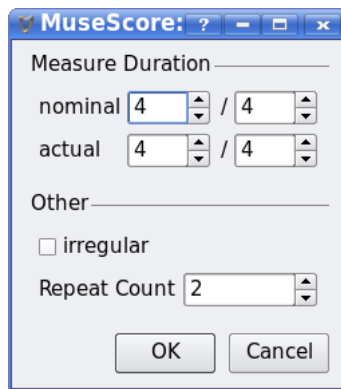 MuseScore: ? 
Measure Duration
nominal 4 / 4
actual 4 / 4
Other
irregular
Repeat Count 2
OK Cancel